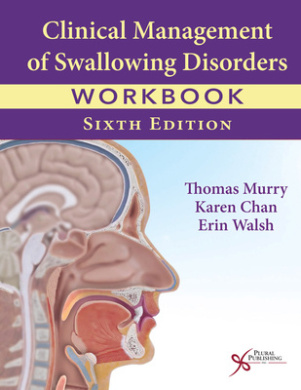 Clinical Management
of Swallowing Disorders
WORKBOOK
SIXTH EDITION
Thomas Murry
Karen Chan
Erin Walsh
PLURAL
PUBLISHING